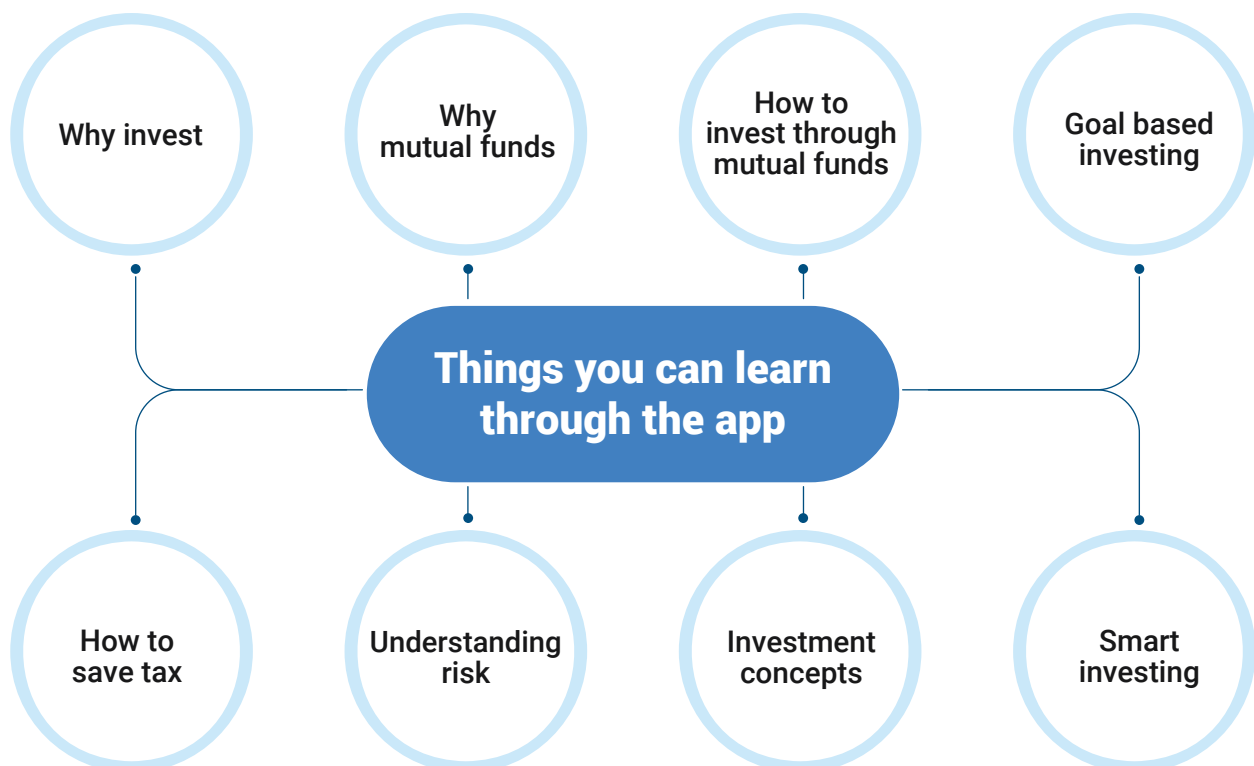 Why invest
Why
mutual funds
How to
invest through
mutual funds
Goal based
investing
Things you can learn
through the app
How to
save tax
Understanding
risk
Investment
concepts
Smart
investing